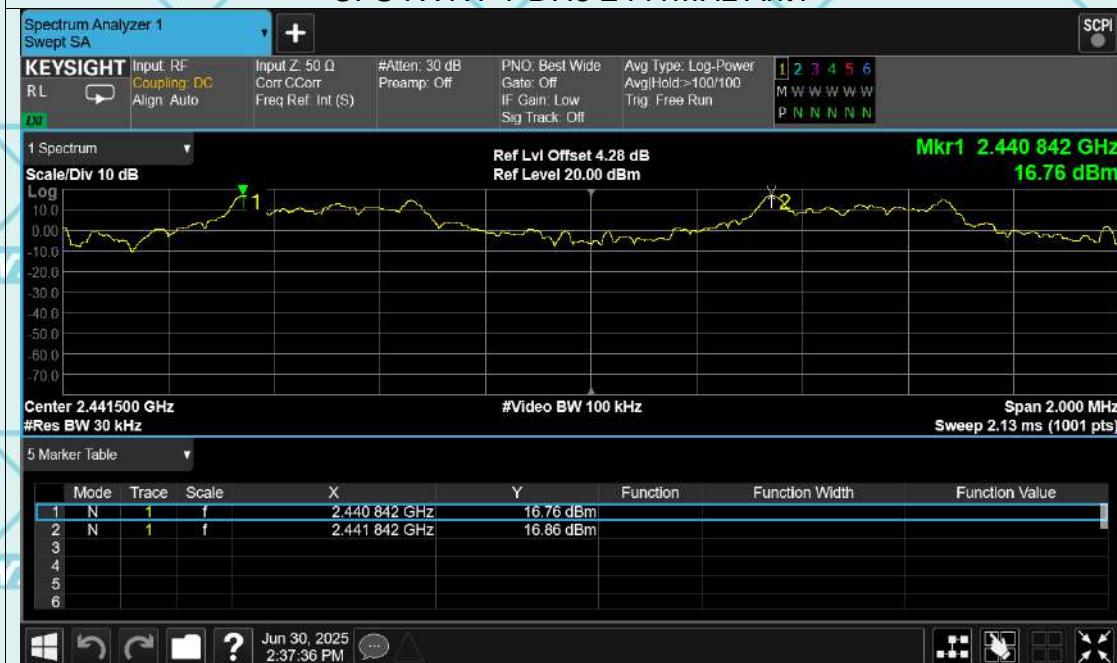 Spectrum Analyzer 1
Swept SA
+
SCPI
KEYSIGHT
RL
LXI
Input: RF
Coupling: DC
Align: Auto
Input Z: 50 Ω
Corr CCorr
Freq Ref: Int (S)
#Atten: 30 dB
Preamp: Off
PNO: Best Wide
Gate: Off
IF Gain: Low
Sig Track: Off
Avg Type: Log-Power
Avg|Hold:>100/100
Trig: Free Run
1 2 3 4 5 6
M W W W W W
P N N N N N
1 Spectrum
Scale/Div 10 dB
Ref Lvl Offset 4.28 dB
Ref Level 20.00 dBm
Mkr1 2.440 842 GHz
16.76 dBm
Log
10.0
0.00
-10.0
-20.0
-30.0
-40.0
-50.0
-60.0
-70.0
1
2
Center 2.441500 GHz
#Video BW 100 kHz
Span 2.000 MHz
#Res BW 30 kHz
Sweep 2.13 ms (1001 pts)
5 Marker Table
Mode Trace Scale X Y Function Function Width Function Value
1 N 1 f 2.440 842 GHz 16.76 dBm
2 N 1 f 2.441 842 GHz 16.86 dBm
3
4
5
6
?
Jun 30, 2025
2:37:36 PM